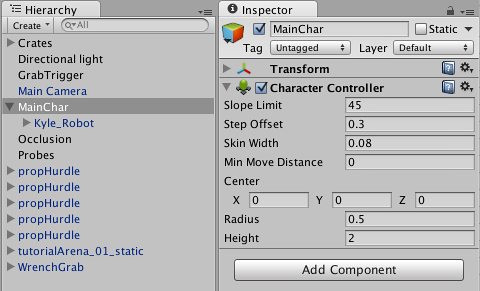 Hierarchy
Create
All
Crates
Directional light
GrabTrigger
Main Camera
MainChar
Kyle_Robot
Occlusion
Probes
propHurdle
propHurdle
propHurdle
propHurdle
propHurdle
tutorialArena_01_static
WrenchGrab
Inspector
MainChar
Static
Tag Untagged Layer Default
Transform
Character Controller
Slope Limit 45
Step Offset 0.3
Skin Width 0.08
Min Move Distance 0
Center
X 0 Y 0 Z 0
Radius 0.5
Height 2
Add Component